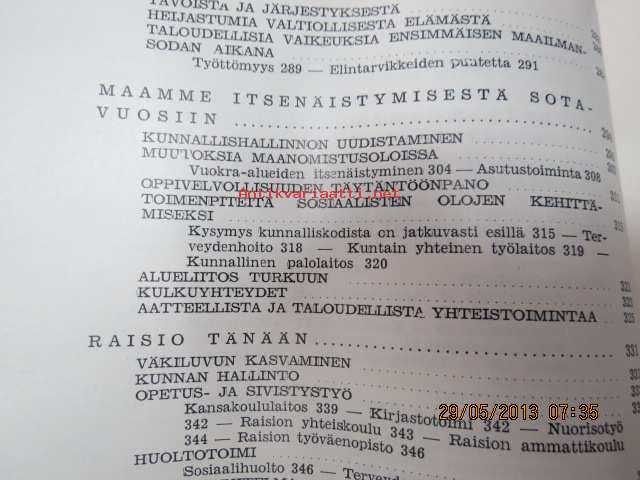 TAVOISTA JA JÄRJESTYKSESTÄ
HEIJASTUMIA VALTIOLLISESTA ELÄMÄSTÄ
TALOUDELLISIA VAIKEUKSIA ENSIMMÄISEN MAAILMAN-
SODAN AIKANA
Työttömyys 289 — Elintarvikkeiden puutetta 291
MAAMME ITSENÄISTYMISESTÄ SOTA-
VUOSIIN
KUNNALLISHALLINNON UUDISTAMINEN
MUUTOKSIA MAANOMISTUSOLOISSA
Vuokra-alueiden itsenäistyminen 304 — Asutustoiminta 308
OPPIVELVOLLISUUDEN TÄYTÄNTÖÖNPANO
Antikvariaatti.net
TOIMENPITEITÄ SOSIAALISTEN OLOJEN KEHITTÄ-
MISEKSI
Kysymys kunnalliskodista on jatkuvasti esillä 315 — Ter-
veydenhoito 318 — Kuntain yhteinen työlaitos 319 —
Kunnallinen palolaitos 320
ALUELIITOS TURKUUN
KULKUYHTEYDET
AATTEELLISTA JA TALOUDELLISTA YHTEISTOIMINTAA
RAISIO TÄNÄÄN 331
VÄKILUVUN KASVAMINEN
KUNNAN HALLINTO
OPETUS- JA SIVISTYSTYÖ
Kansakoululaitos 339 — Kirjastotoimi 342 — Nuorisotyö
29/05/2013 07:35
342 — Raision yhteiskoulu 343 — Raision ammattikoulu
344 — Raision työväenopisto 346
HUOLTOTOIMI
Sosiaalihuolto 346 —